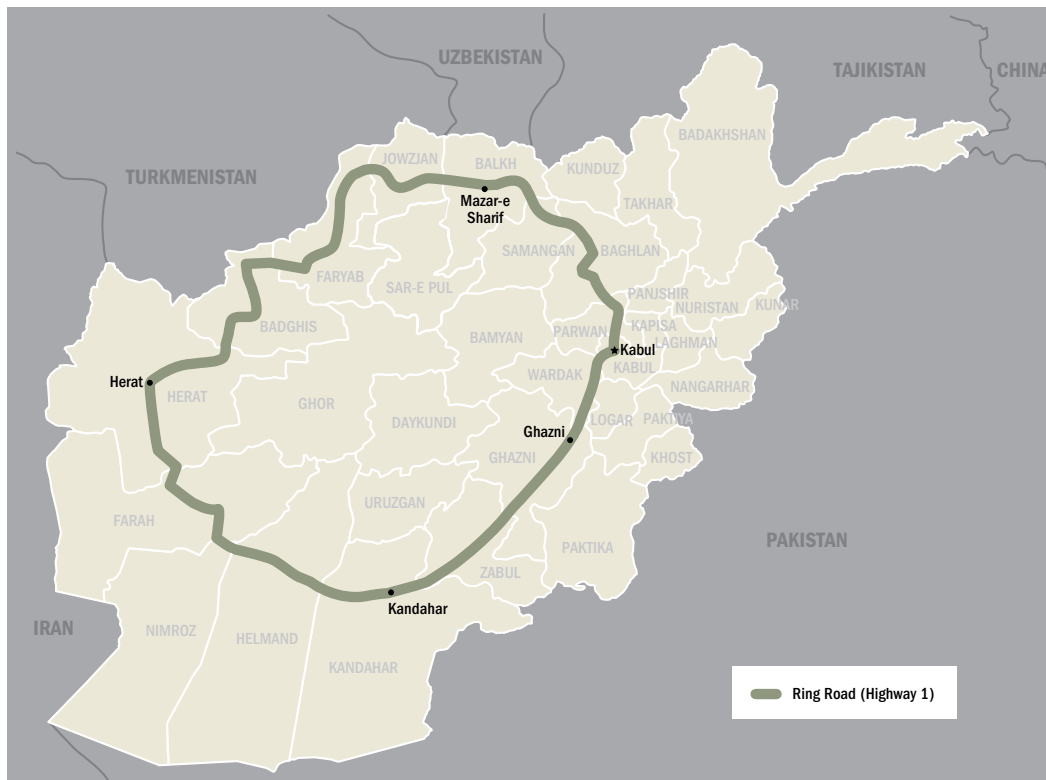 UZBEKISTAN
TAJIKISTAN
CHINA
TURKMENISTAN
BADAKHSHAN
JOWZJAN
BALKH
KUNDUZ
TAKHAR
Mazar-e
Sharif
SAMANGAN
BAGHLAN
FARYAB
SAR-E PUL
PANJSHIR
NURISTAN
KUNAR
BADGHIS
BAMYAN
PARWAN
KAPISA
LAGHMAN
Kabul
KABUL
WARDAK
NANGARHAR
Herat
HERAT
GHOR
DAYKUNDI
LOGAR
PAKTIYA
Ghazni
GHAZNI
KHOST
URUZGAN
FARAH
PAKTIKA
PAKISTAN
ZABUL
Kandahar
IRAN
NIMROZ
HELMAND
KANDAHAR
Ring Road (Highway 1)